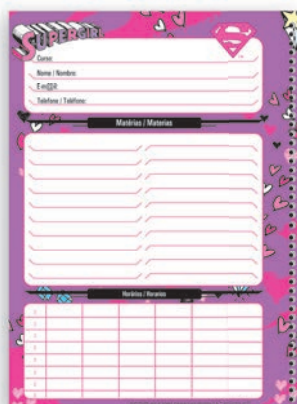 SUPERGIRL
Curso:
Nome / Nombre:
E-m@il:
Telefone / Teléfono:
Matérias / Materias
Horários / Horarios